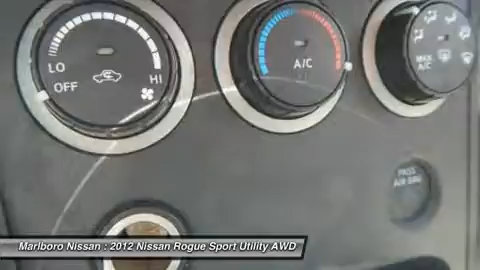 LO
HI
OFF
A/C
MAX
A/C
PASS
AIR BAG
Marlboro Nissan : 2012 Nissan Rogue Sport Utility AWD